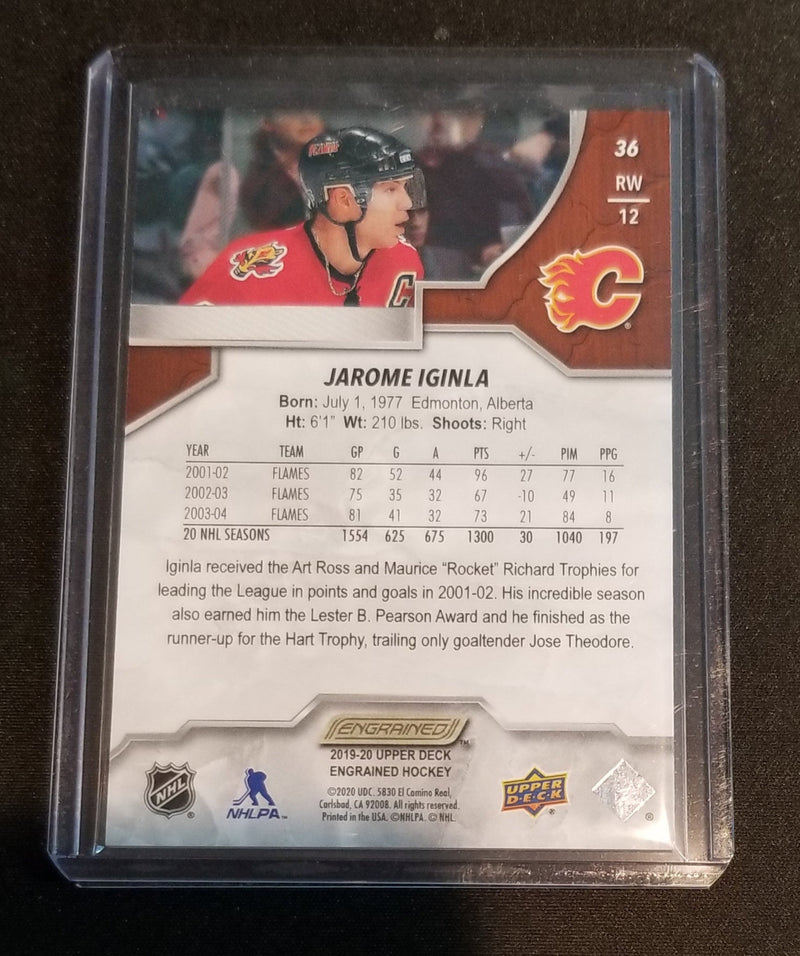 FLAMES
C
36
RW
12
C
JAROME IGINLA
Born: July 1, 1977 Edmonton, Alberta
Ht: 6'1" Wt: 210 lbs. Shoots: Right
YEAR TEAM GP G A PTS +/- PIM PPG
2001-02 FLAMES 82 52 44 96 27 77 16
2002-03 FLAMES 75 35 32 67 -10 49 11
2003-04 FLAMES 81 41 32 73 21 84 8
20 NHL SEASONS 1554 625 675 1300 30 1040 197
Iginla received the Art Ross and Maurice “Rocket” Richard Trophies for
leading the League in points and goals in 2001-02. His incredible season
also earned him the Lester B. Pearson Award and he finished as the
runner-up for the Hart Trophy, trailing only goaltender Jose Theodore.
ENGRAINED™
2019-20 UPPER DECK
ENGRAINED HOCKEY
©2020 UDC. 5830 El Camino Real,
Carlsbad, CA 92008. All rights reserved.
Printed in the USA. ©NHLPA. © NHL.
NHL®
NHLPA™
UPPER
D·E·C·K®
®